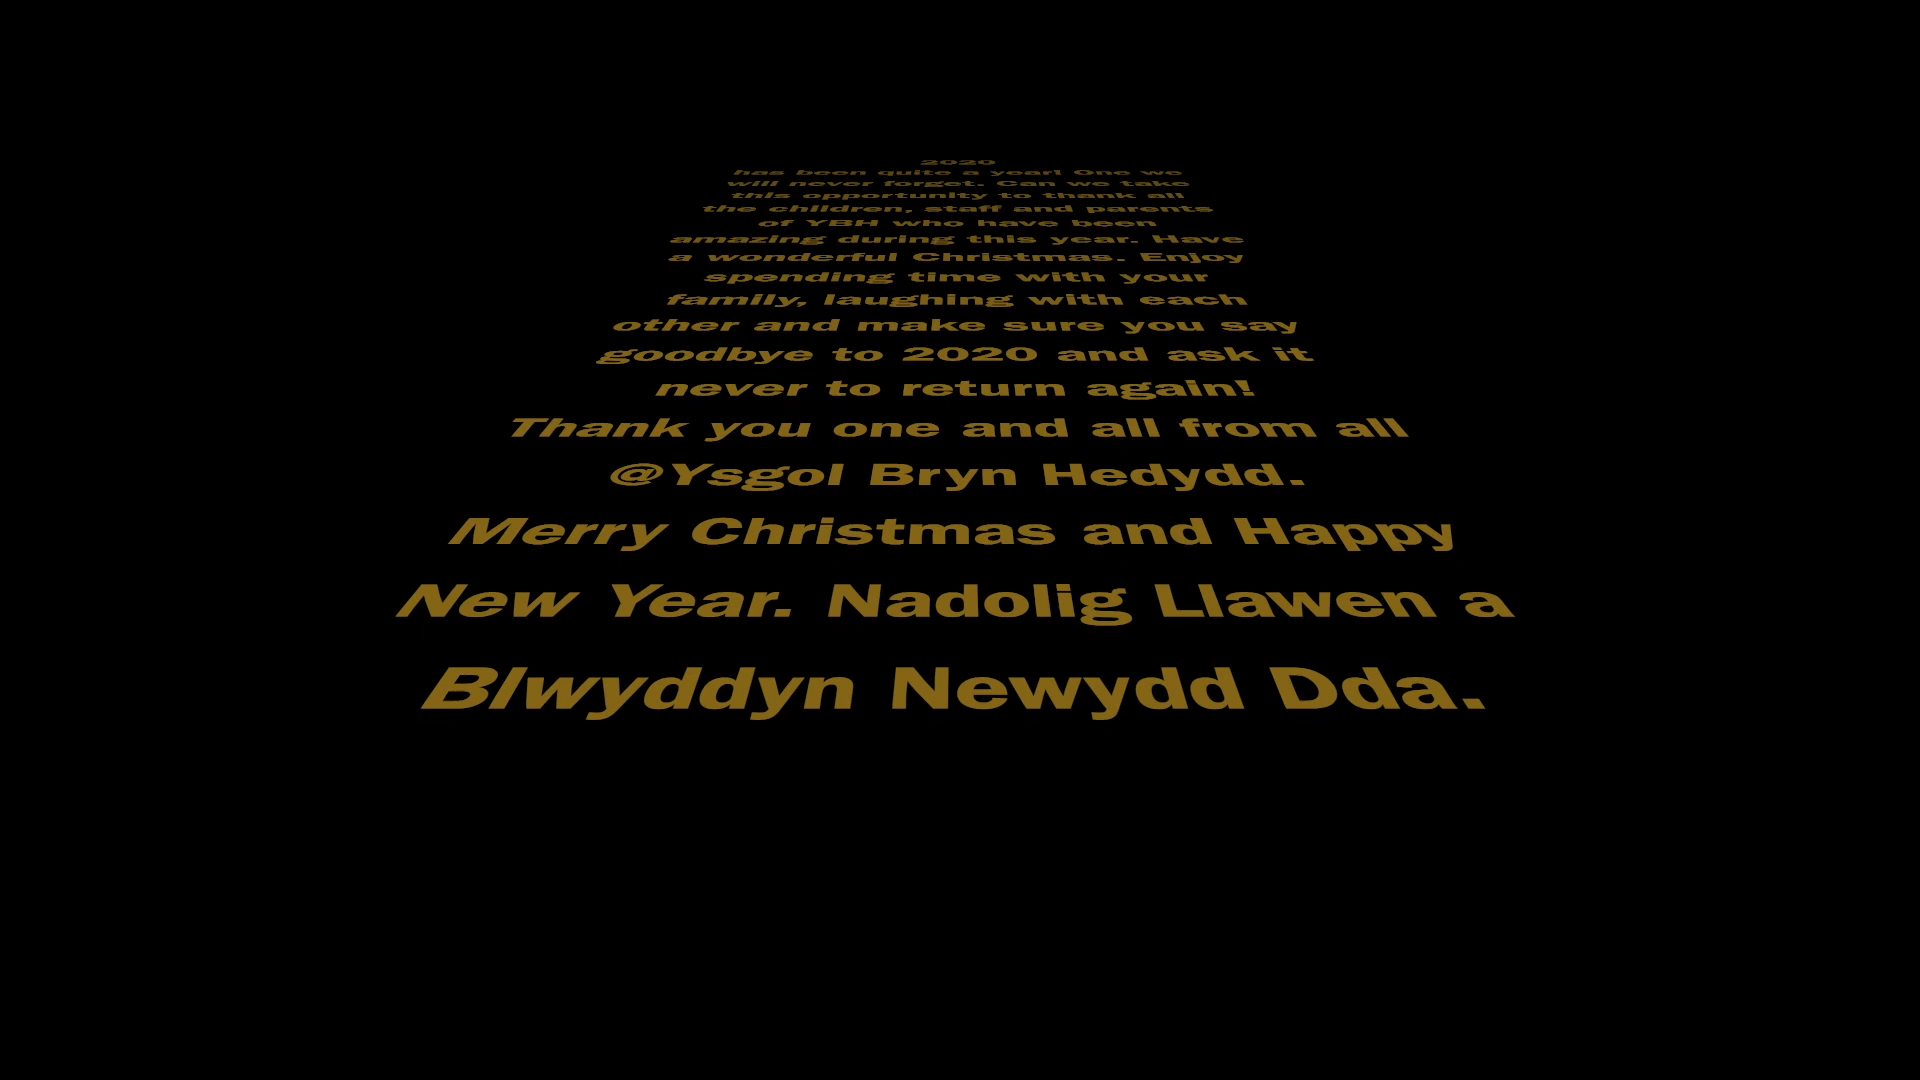 2020
has been quite a year! One we
will never forget. Can we take
this opportunity to thank all
the children, staff and parents
of YBH who have been
amazing during this year. Have
a wonderful Christmas. Enjoy
spending time with your
family, laughing with each
other and make sure you say
goodbye to 2020 and ask it
never to return again!
Thank you one and all from all
@Ysgol Bryn Hedydd.
Merry Christmas and Happy
New Year. Nadolig Llawen a
Blwyddyn Newydd Dda.